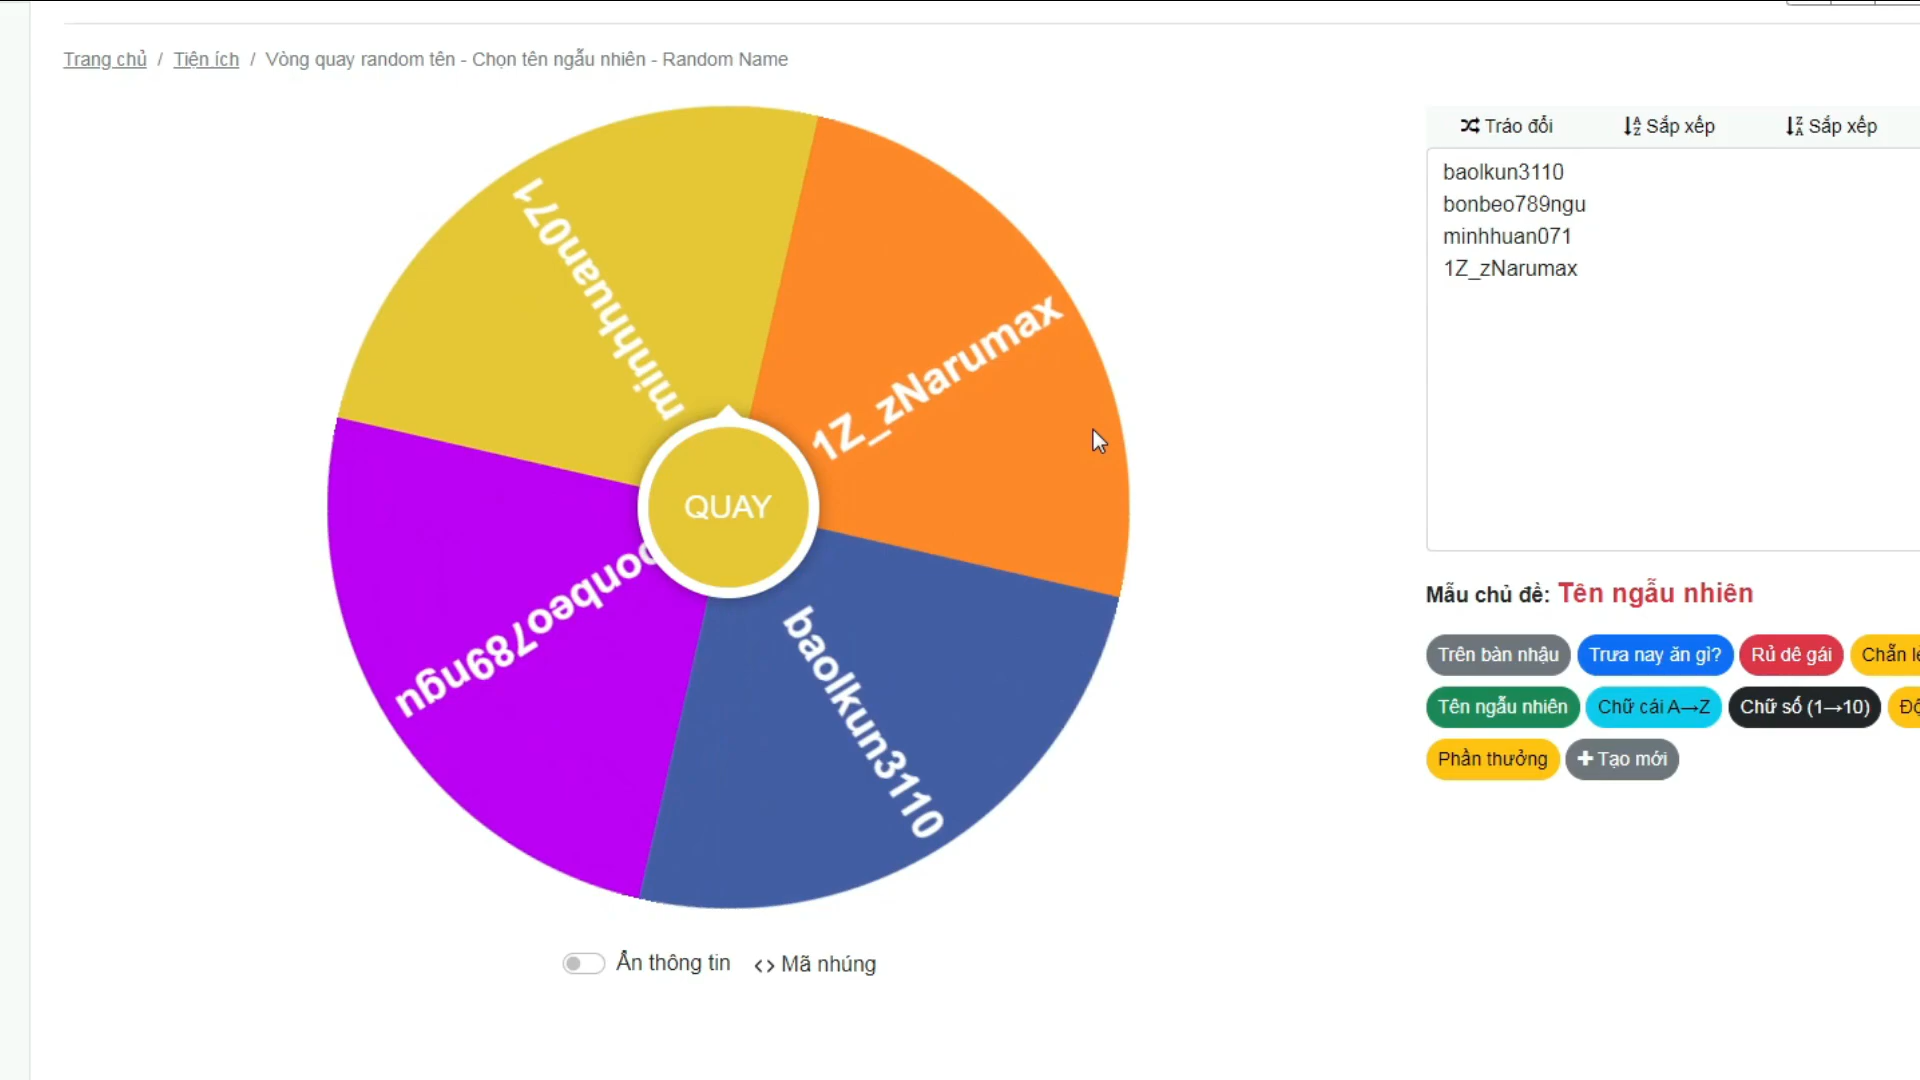 Trang chủ / Tiện ích / Vòng quay random tên - Chọn tên ngẫu nhiên - Random Name
minhhuan071
1Z_zNarumax
QUAY
onbeo789ngu
baolkun3110
Ẩn thông tin
<> Mã nhúng
Tráo đổi
Sắp xếp
Sắp xếp
baolkun3110
bonbeo789ngu
minhhuan071
1Z_zNarumax
Mẫu chủ đề: Tên ngẫu nhiên
Trên bàn nhậu Trưa nay ăn gì? Rủ dê gái Chẵn
Tên ngẫu nhiên Chữ cái A→Z Chữ số (1→10)
Phần thưởng + Tạo mới